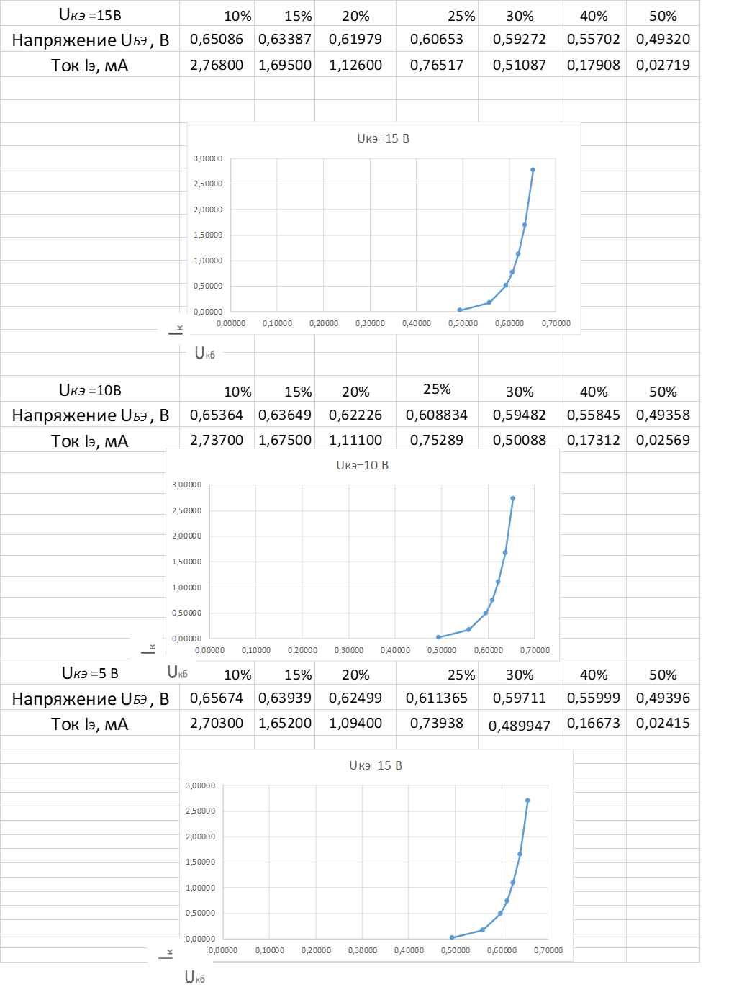 Uкэ =15В 10% 15% 20% 25% 30% 40% 50%
Напряжение UБЭ , В 0,65086 0,63387 0,61979 0,60653 0,59272 0,55702 0,49320
Ток Iэ, мА 2,76800 1,69500 1,12600 0,76517 0,51087 0,17908 0,02719
Uкэ=15 В
3,00000
2,50000
2,00000
1,50000
1,00000
0,50000
0,00000
0,00000 0,10000 0,20000 0,30000 0,40000 0,50000 0,60000 0,70000
Iк
Uкб
Uкэ =10В 10% 15% 20% 25% 30% 40% 50%
Напряжение UБЭ , В 0,65364 0,63649 0,62226 0,608834 0,59482 0,55845 0,49358
Ток Iэ, мА 2,73700 1,67500 1,11100 0,75289 0,50088 0,17312 0,02569
Uкэ=10 В
3,00000
2,50000
2,00000
1,50000
1,00000
0,50000
0,00000
0,00000 0,10000 0,20000 0,30000 0,40000 0,50000 0,60000 0,70000
Iк
Uкб
Uкэ =5 В 10% 15% 20% 25% 30% 40% 50%
Напряжение UБЭ , В 0,65674 0,63939 0,62499 0,611365 0,59711 0,55999 0,49396
Ток Iэ, мА 2,70300 1,65200 1,09400 0,73938 0,489947 0,16673 0,02415
Uкэ=15 В
3,00000
2,50000
2,00000
1,50000
1,00000
0,50000
0,00000
0,00000 0,10000 0,20000 0,30000 0,40000 0,50000 0,60000 0,70000
Iк
Uкб